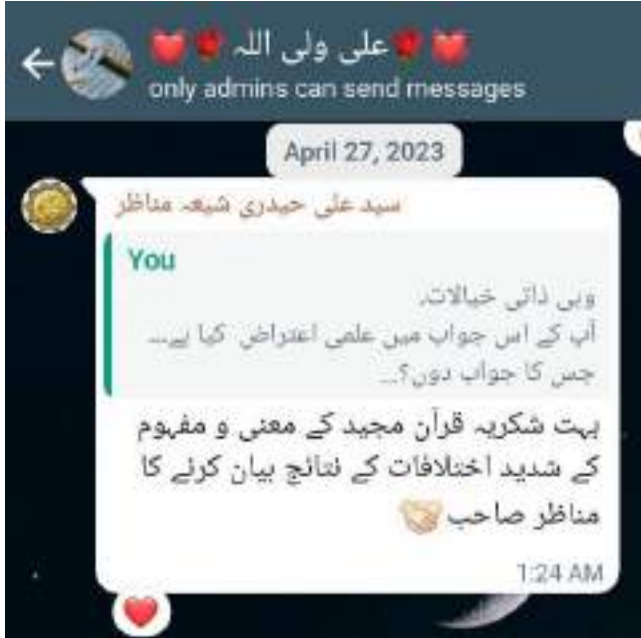 علی ولی اللہ
only admins can send messages
April 27, 2023
سید علی حیدری شیعہ مناظر
You
وہی ذاتی خیالات۔
آپ کے اس جواب میں علمی اعتراض کیا ہے...
جس کا جواب دوں؟...
بہت شکریہ قرآن مجید کے معنی و مفہوم
کے شدید اختلافات کے نتائج بیان کرنے کا
مناظر صاحب
1:24 AM